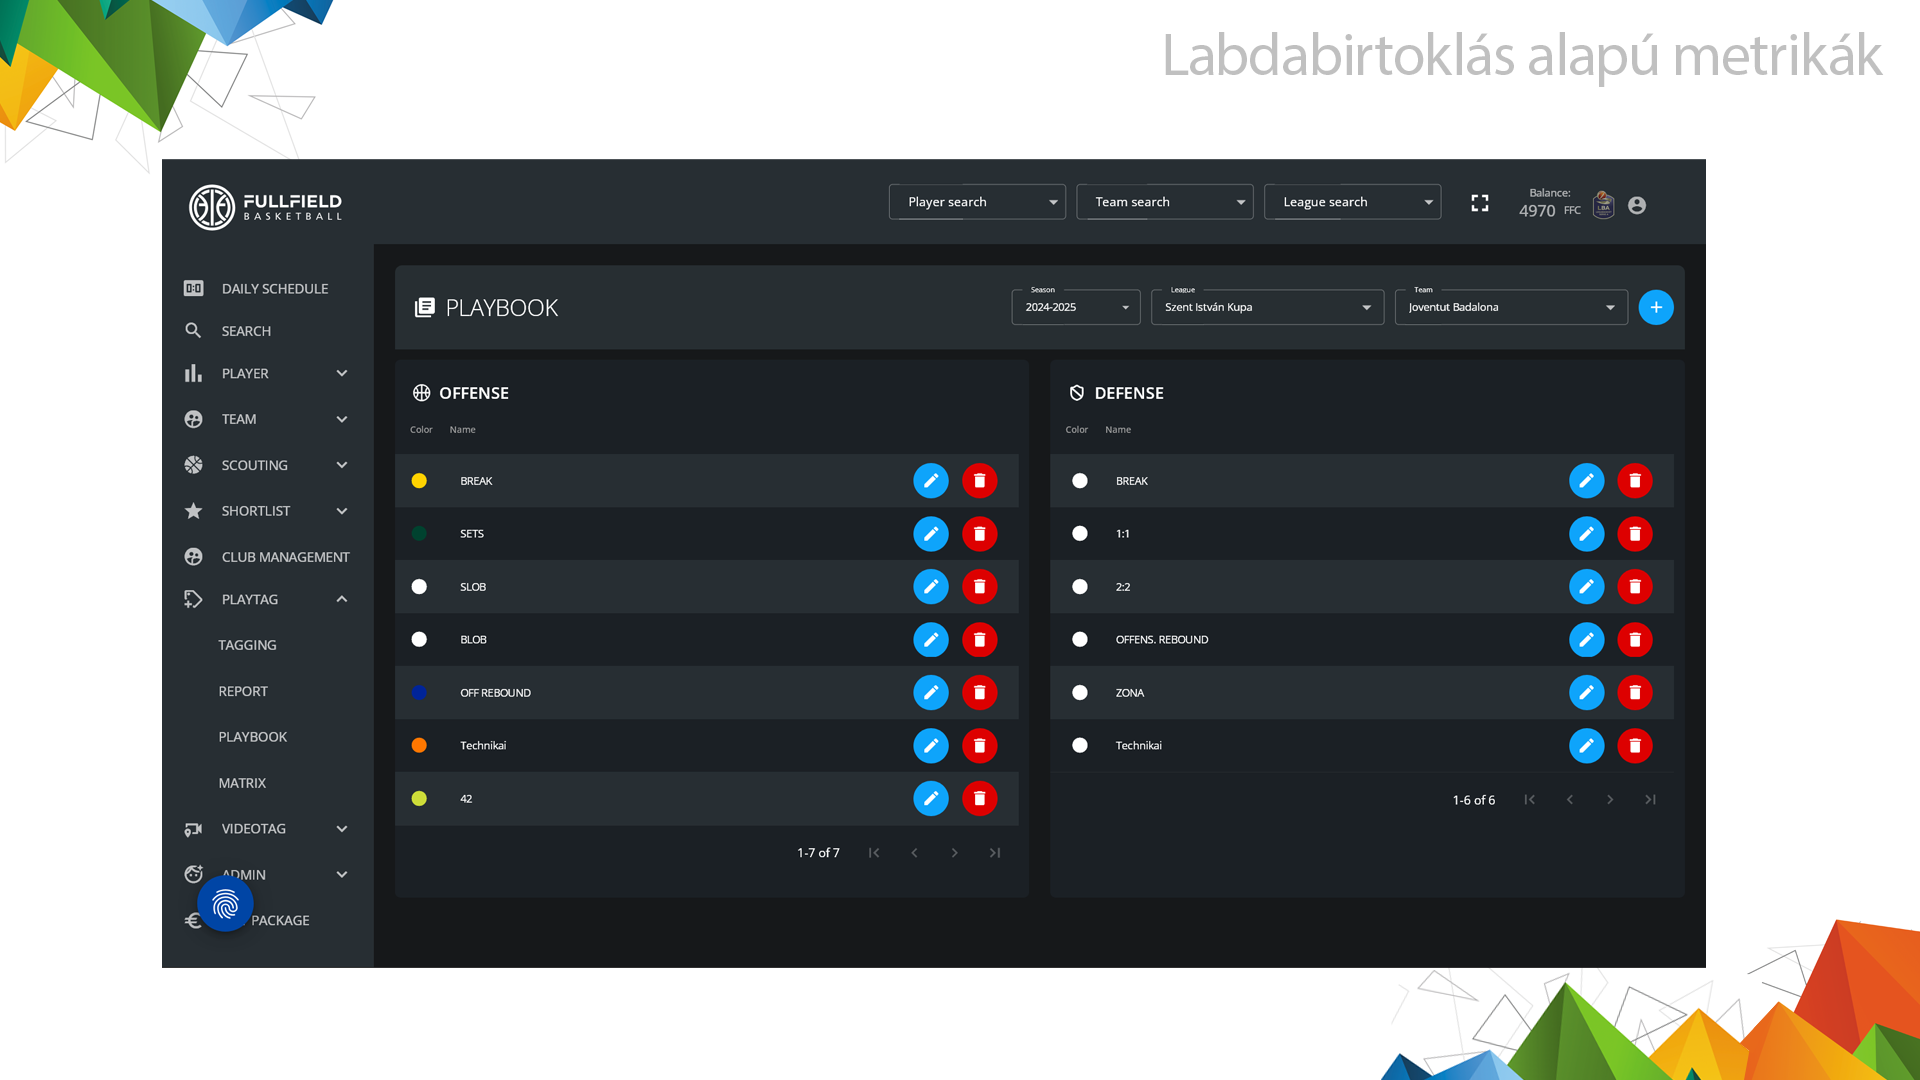 Labdabirtoklás alapú metrikák
FULLFIELD
BASKETBALL
Player search
Team search
League search
Balance:
4970 FFC
LBA
DAILY SCHEDULE
SEARCH
PLAYER
TEAM
SCOUTING
SHORTLIST
CLUB MANAGEMENT
PLAYTAG
TAGGING
REPORT
PLAYBOOK
MATRIX
VIDEOTAG
ADMIN
PACKAGE
PLAYBOOK
Season
2024-2025
League
Szent István Kupa
Team
Joventut Badalona
OFFENSE
Color Name
BREAK
SETS
SLOB
BLOB
OFF REBOUND
Technikai
42
1-7 of 7
DEFENSE
Color Name
BREAK
1:1
2:2
OFFENS. REBOUND
ZONA
Technikai
1-6 of 6